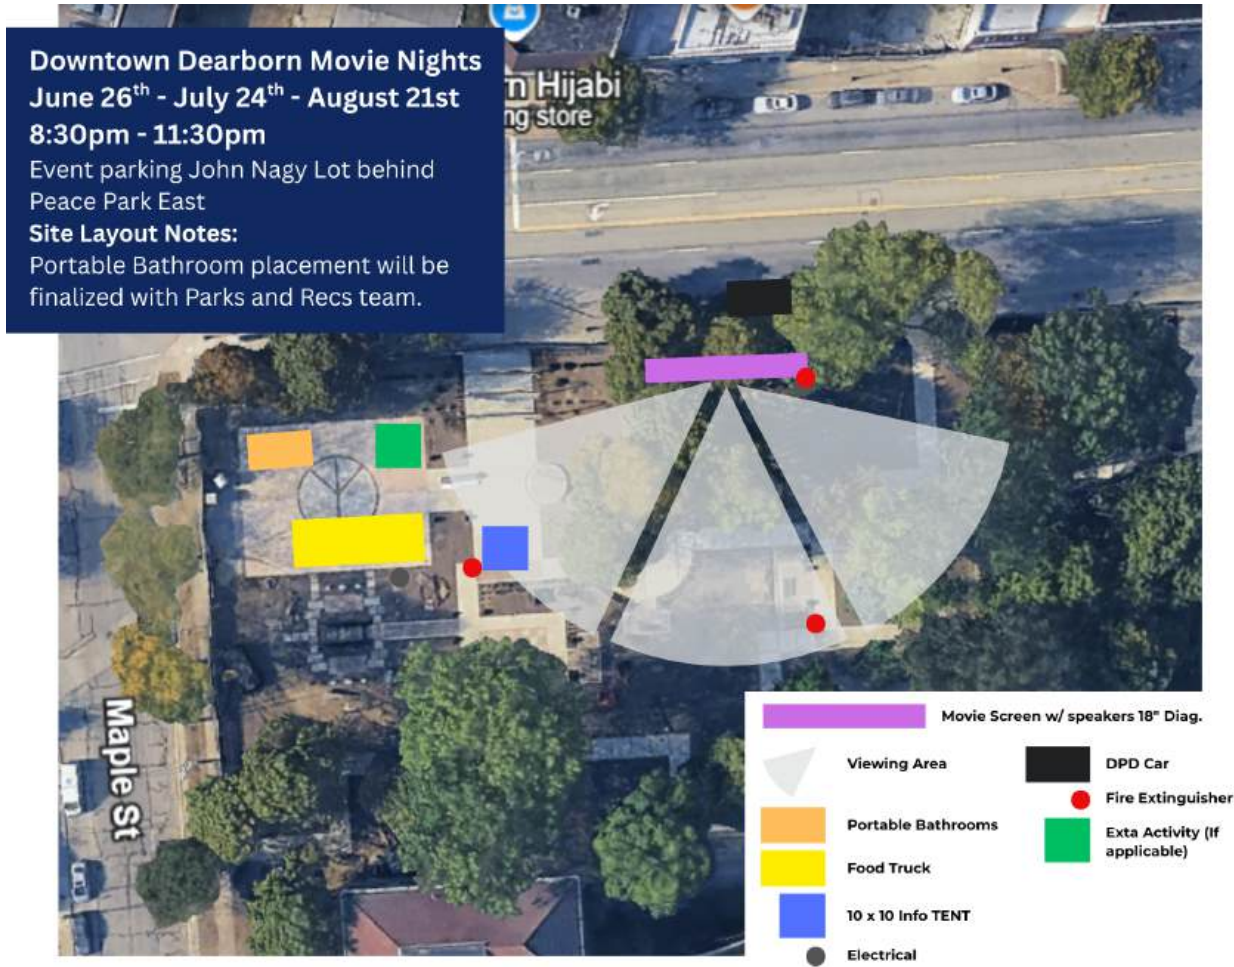 Downtown Dearborn Movie Nights
June 26th - July 24th - August 21st
8:30pm - 11:30pm
Event parking John Nagy Lot behind
Peace Park East
Site Layout Notes:
Portable Bathroom placement will be
finalized with Parks and Recs team.
Hijabi
store
Maple St
Movie Screen w/ speakers 18" Diag.
Viewing Area
DPD Car
Fire Extinguisher
Portable Bathrooms
Exta Activity (If
applicable)
Food Truck
10 x 10 Info TENT
Electrical